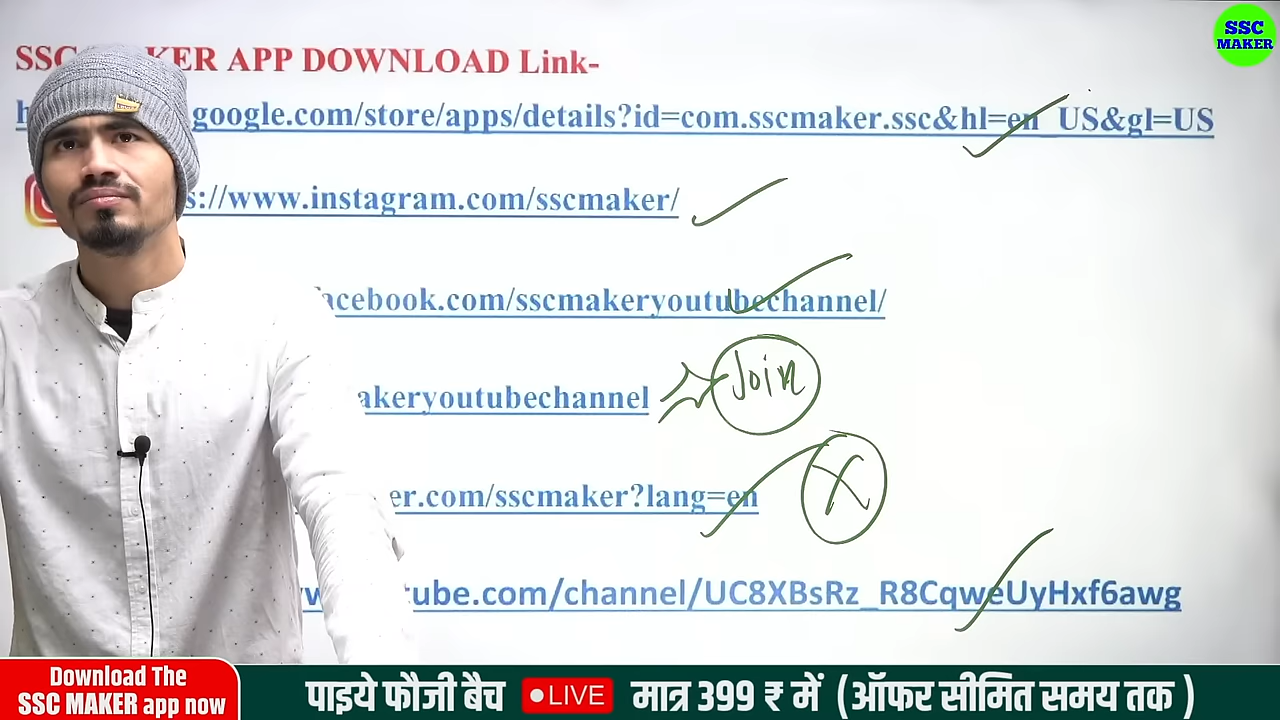 SSC
MAKER
SSC MAKER APP DOWNLOAD Link-
google.com/store/apps/details?id=com.sscmaker.ssc&hl=en_US&gl=US
s://www.instagram.com/sscmaker/
facebook.com/sscmakeryoutubechannel/
akeryoutubechannel
Join
er.com/sscmaker?lang=en
X
tube.com/channel/UC8XBsRz_R8CqweUyHxf6awg
Download The
SSC MAKER app now
पाइये फौजी बैच LIVE मात्र 399 ₹ में (ऑफर सीमित समय तक )